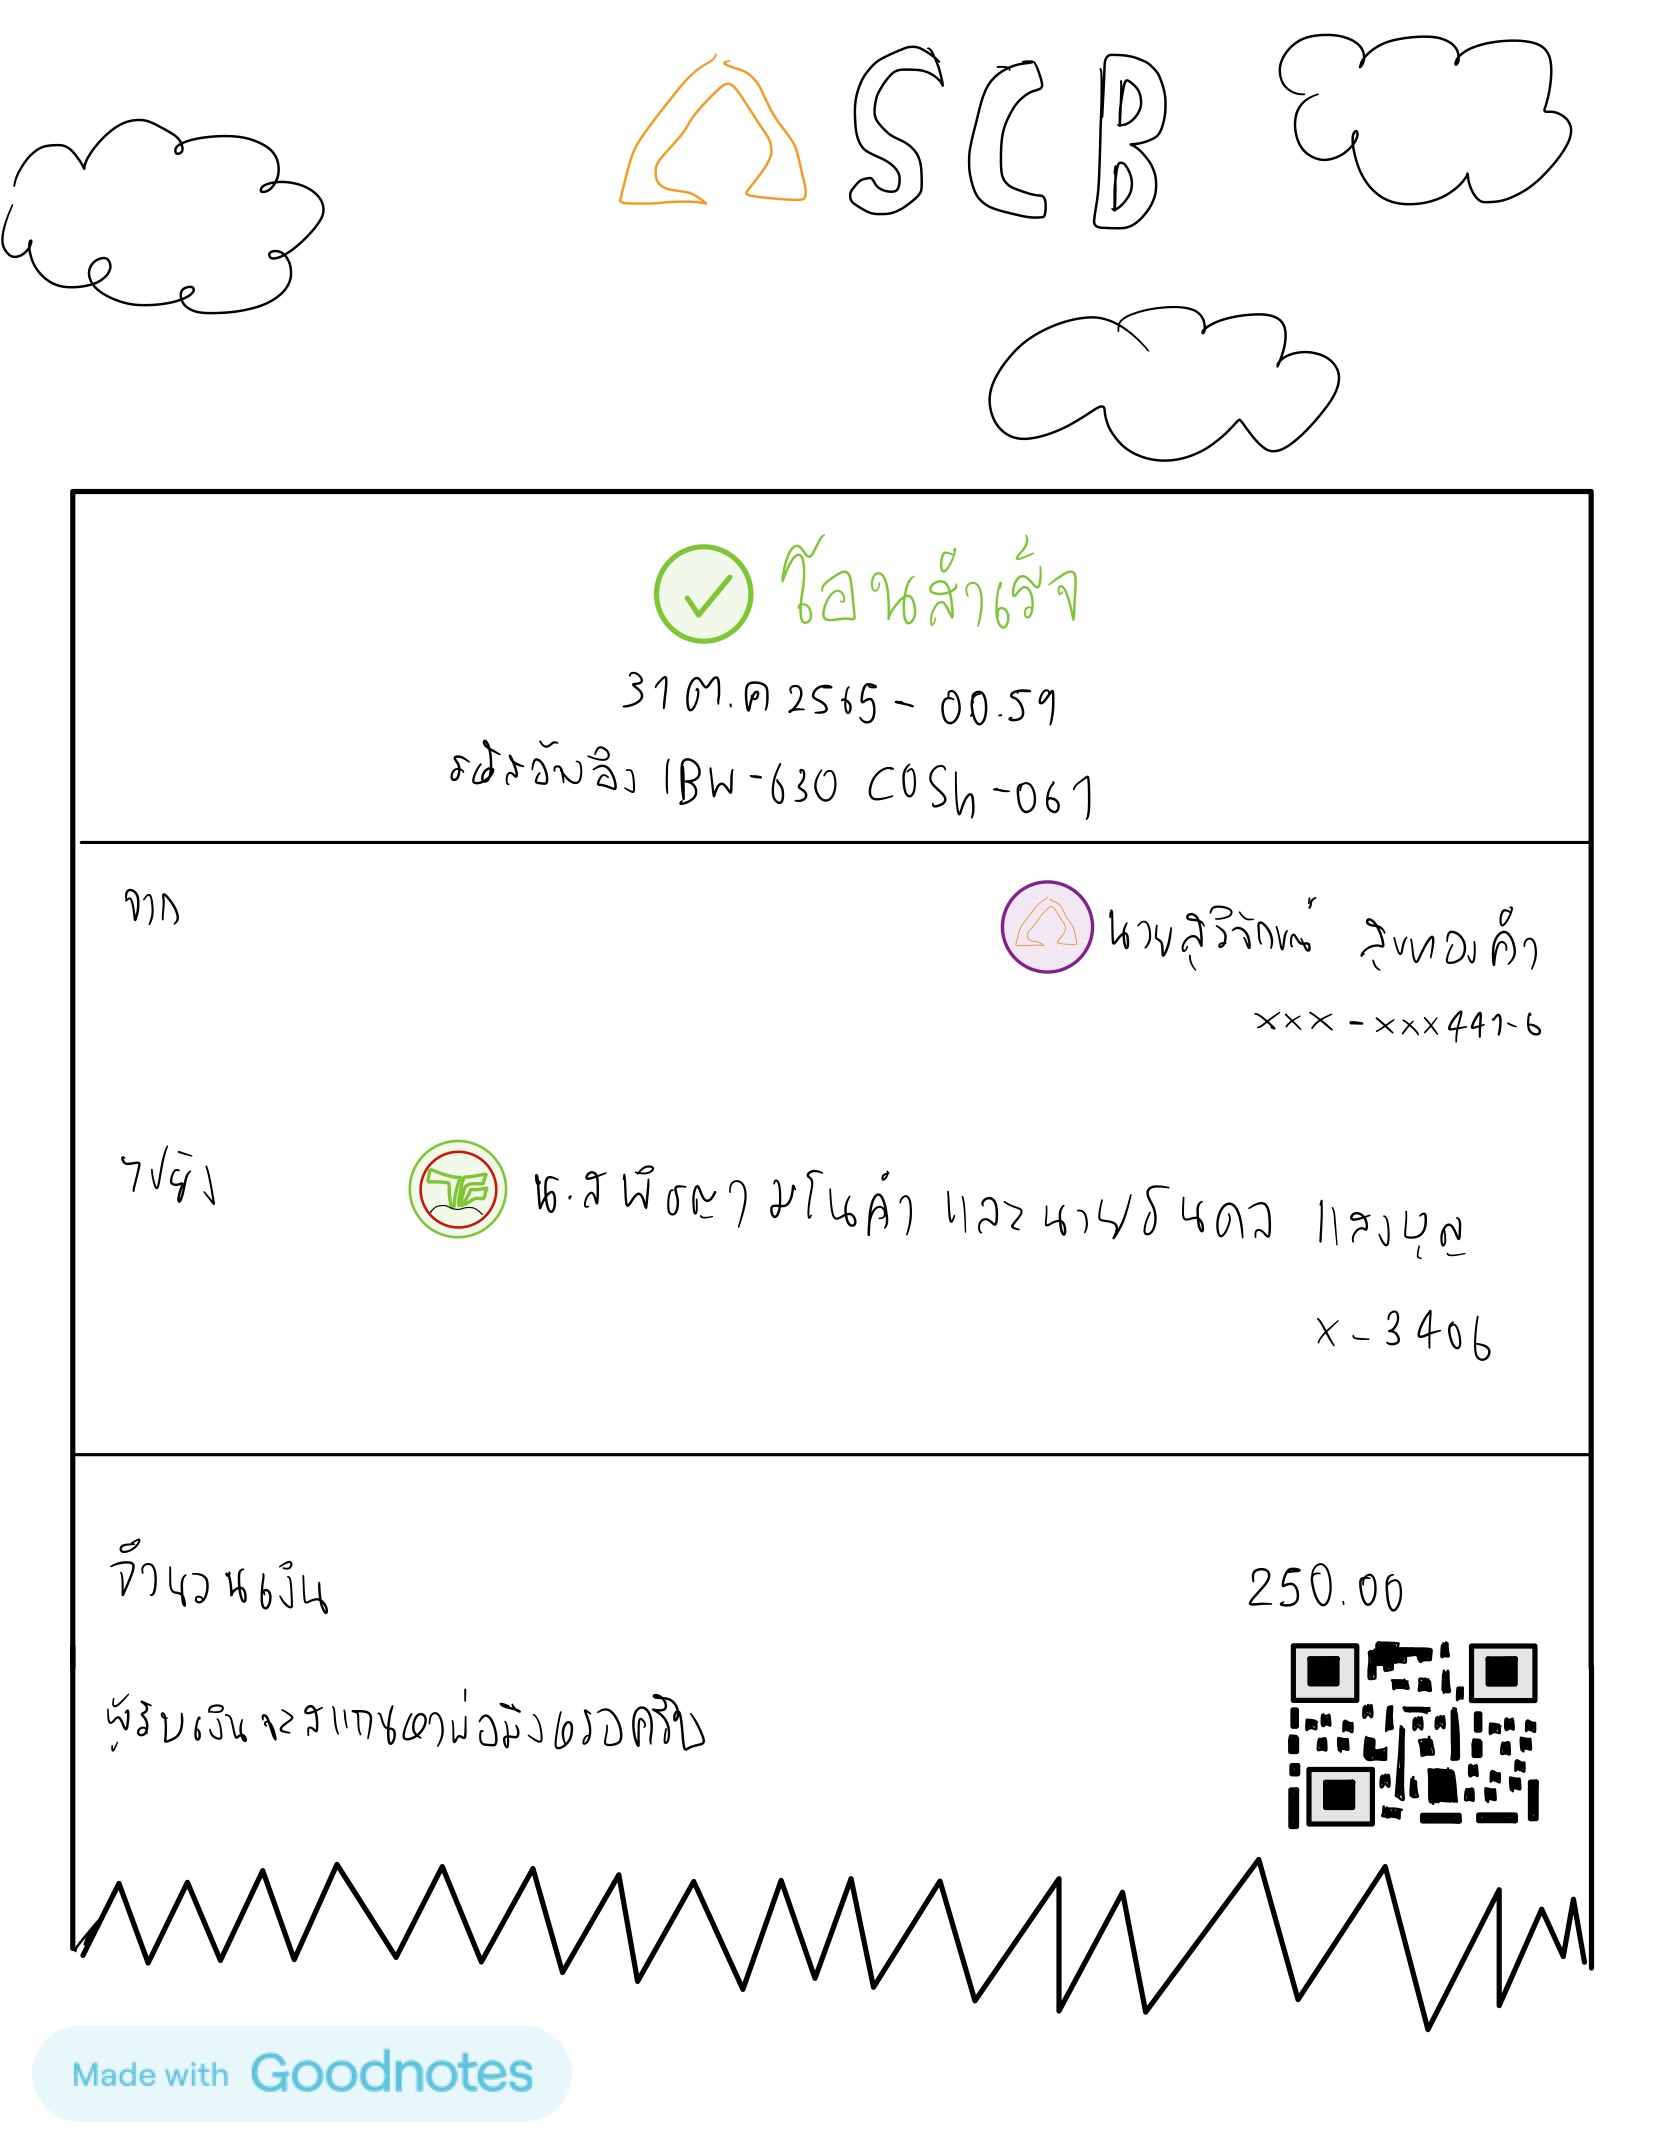 SCB
โอนสำเร็จ
31 ต.ค 2565 - 00.59
รหัสอ้างอิง IBW-630 COSh-067
จาก
นายสุริจักษณ์ สุขทองคำ
xxx - xxx441-6
ไปยัง
น.ส พิชญา มโนคำ และ นายธนดล แสงบุญ
x - 3406
จำนวนเงิน
250.00
ผู้รับเงินจะสแกนหาพ่อมึงหรอครับ
Made with Goodnotes